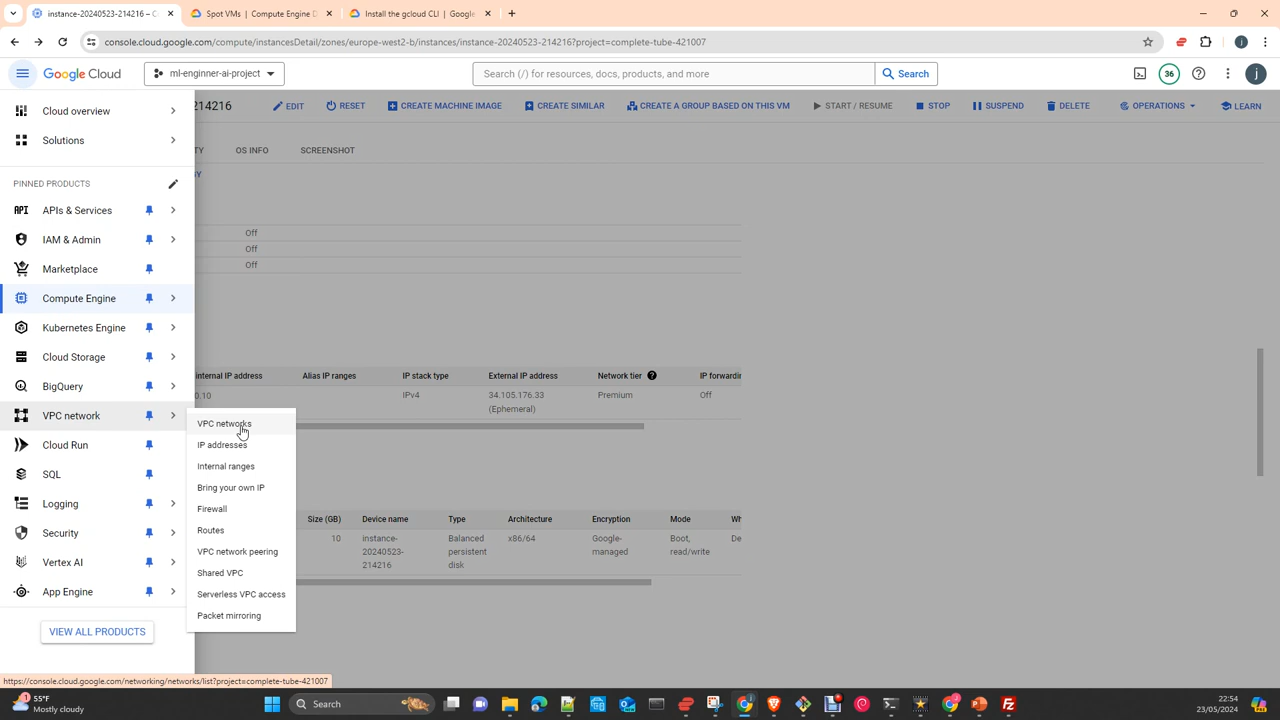 instance-20240523-214216 – C
Spot VMs | Compute Engine D
Install the gcloud CLI | Google
console.cloud.google.com/compute/instancesDetail/zones/europe-west2-b/instances/instance-20240523-214216?project=complete-tube-421007
Google Cloud
ml-enginner-ai-project
Search (/) for resources, docs, products, and more
Search
36
j
214216
EDIT
RESET
CREATE MACHINE IMAGE
CREATE SIMILAR
CREATE A GROUP BASED ON THIS VM
START / RESUME
STOP
SUSPEND
DELETE
OPERATIONS
LEARN
Cloud overview
Solutions
TY
OS INFO
SCREENSHOT
PINNED PRODUCTS
API APIs & Services
IAM & Admin
Marketplace
Compute Engine
Kubernetes Engine
Cloud Storage
BigQuery
VPC network
Cloud Run
SQL
Logging
Security
Vertex AI
App Engine
VIEW ALL PRODUCTS
Off
Off
Off
internal IP address
Alias IP ranges
IP stack type
External IP address
Network tier
IP forwardin
0.10
IPv4
34.105.176.33
(Ephemeral)
Premium
Off
VPC networks
IP addresses
Internal ranges
Bring your own IP
Firewall
Routes
VPC network peering
Shared VPC
Serverless VPC access
Packet mirroring
Size (GB)
Device name
Type
Architecture
Encryption
Mode
Wh
10
instance-
20240523-
214216
Balanced
persistent
disk
x86/64
Google-
managed
Boot,
read/write
De
https://console.cloud.google.com/networking/networks/list?project=complete-tube-421007
55°F
Mostly cloudy
Search
22:54
23/05/2024